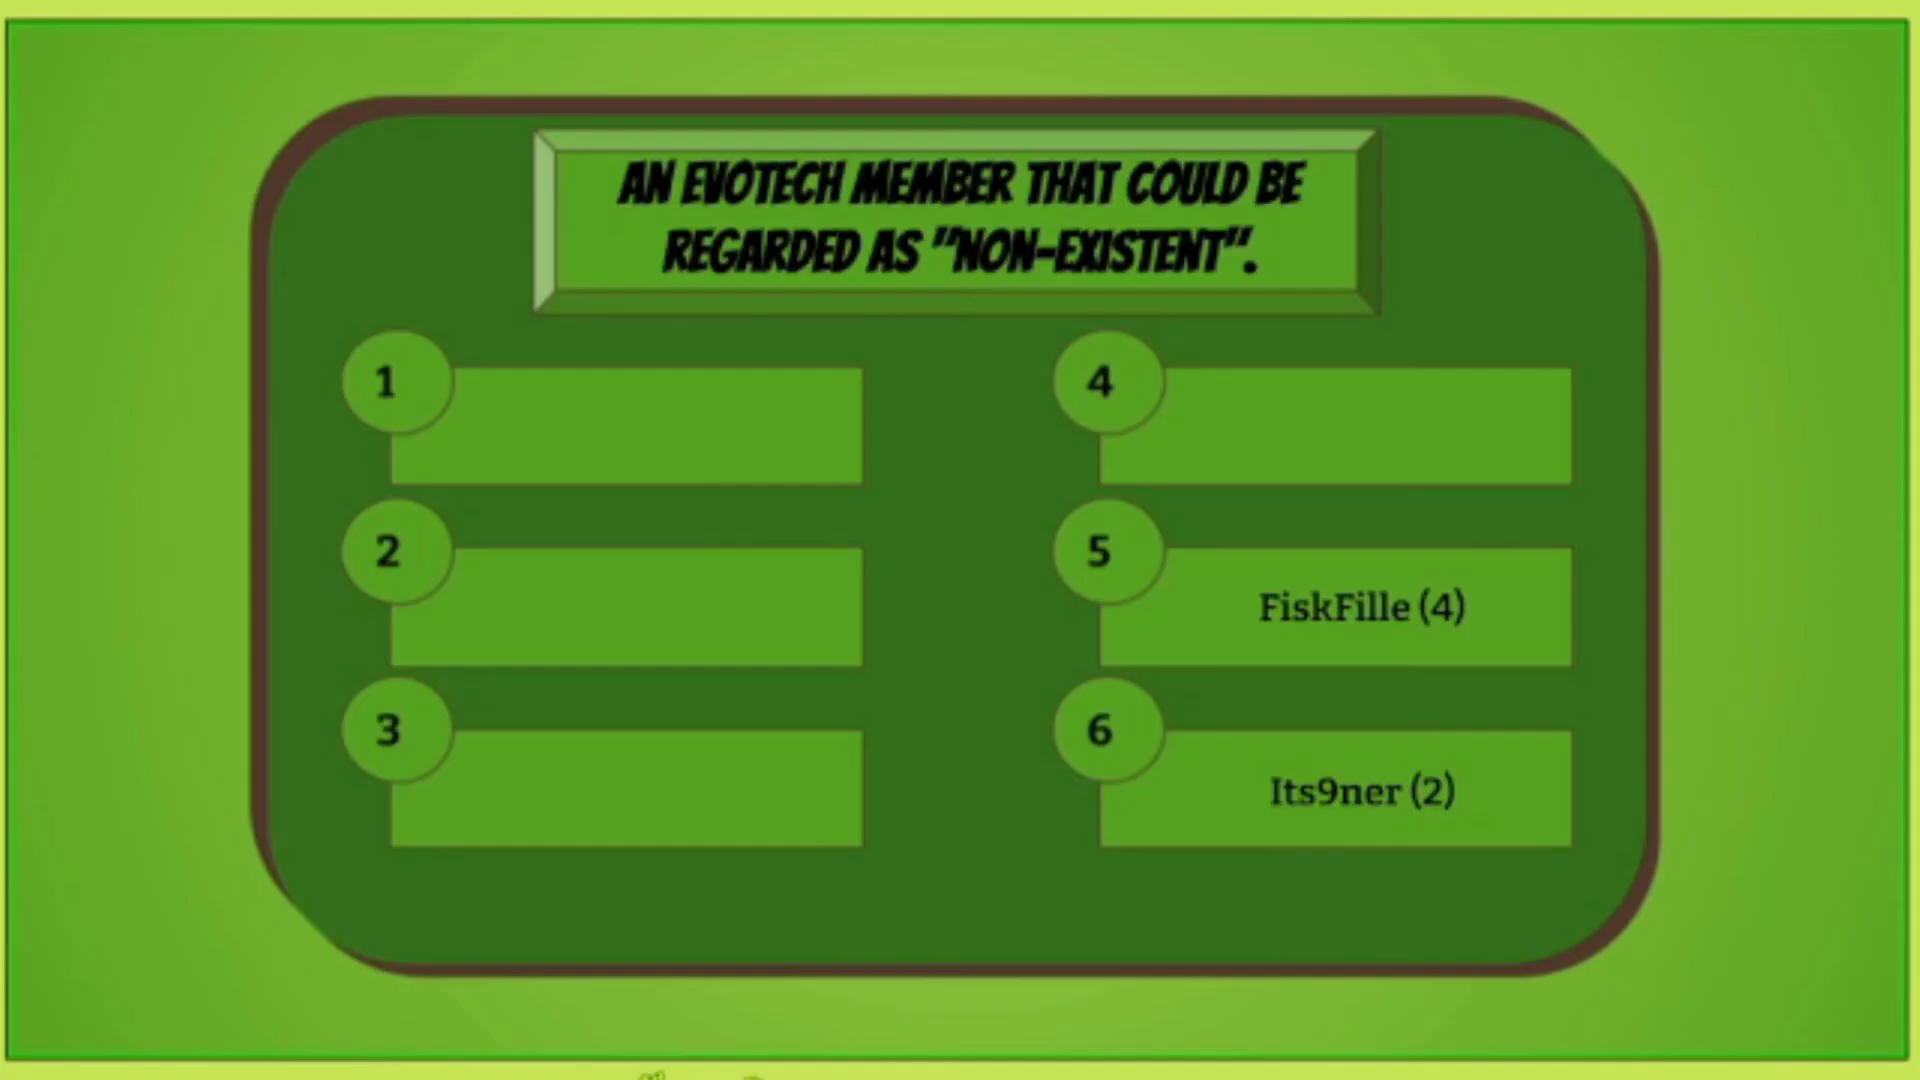 AN EVOTECH MEMBER THAT COULD BE
REGARDED AS "NON-EXISTENT".
1
2
3
4
5
FiskFille (4)
6
Its9ner (2)